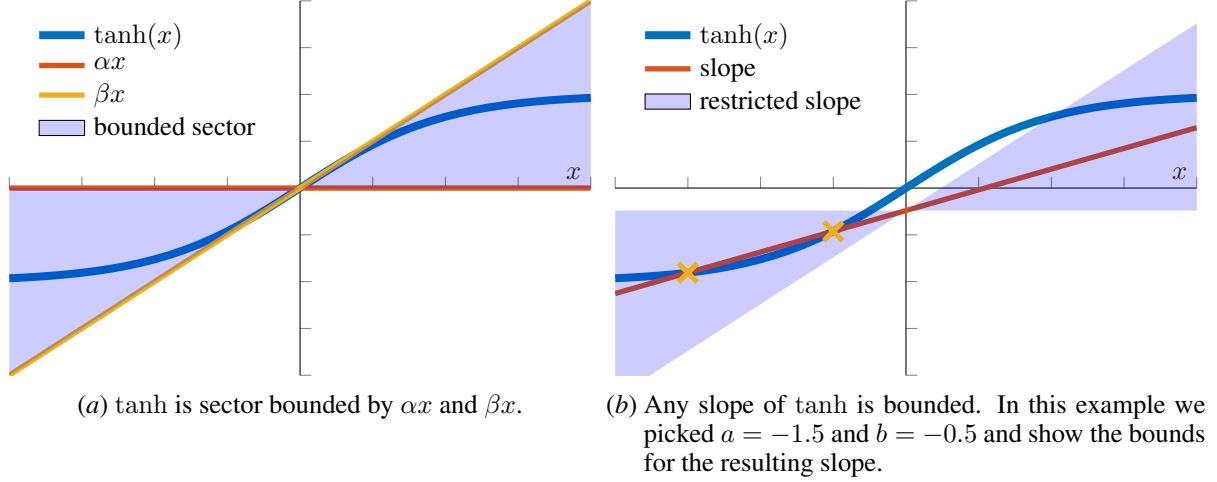 tanh(x)
αx
βx
bounded sector
x
(a) tanh is sector bounded by αx and βx.
tanh(x)
slope
restricted slope
x
(b) Any slope of tanh is bounded. In this example we
picked a = −1.5 and b = −0.5 and show the bounds
for the resulting slope.